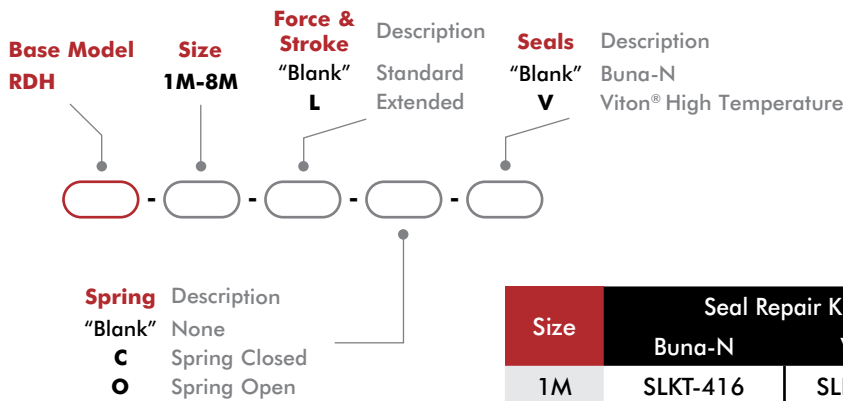 Base Model
RDH
Size
1M-8M
Force &
Stroke
Description
"Blank" Standard
L Extended
Seals Description
"Blank" Buna-N
V Viton® High Temperature
- - - -
Spring Description
"Blank" None
C Spring Closed
O Spring Open
Size
Seal Repair
Buna-N
1M SLKT-416